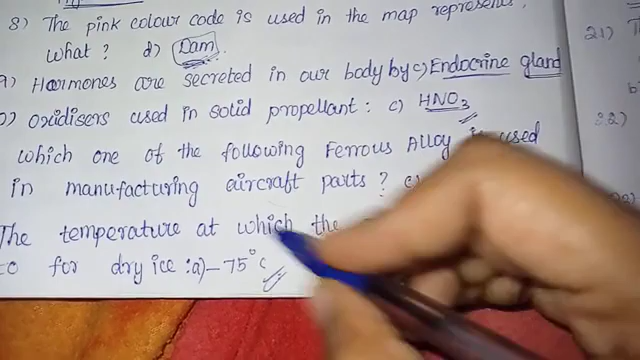 8) The pink colour code is used in the map represents
what? d) Dam.
9) Hormones are secreted in our body by c) Endocrine gland
0) Oxidisers used in solid propellant: c) HNO3
which one of the following Ferrous Alloy is used
in manufacturing aircraft parts? c)
The temperature at which the
for dry ice: a) -75°C
21)
22)